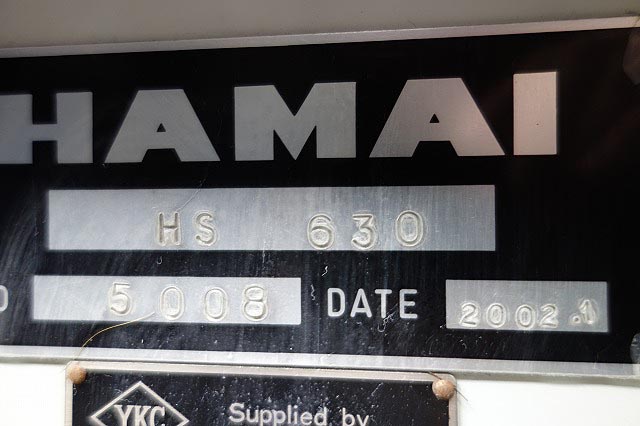 HAMAI
HS 630
5008 DATE 2002.1
YKC Supplied by